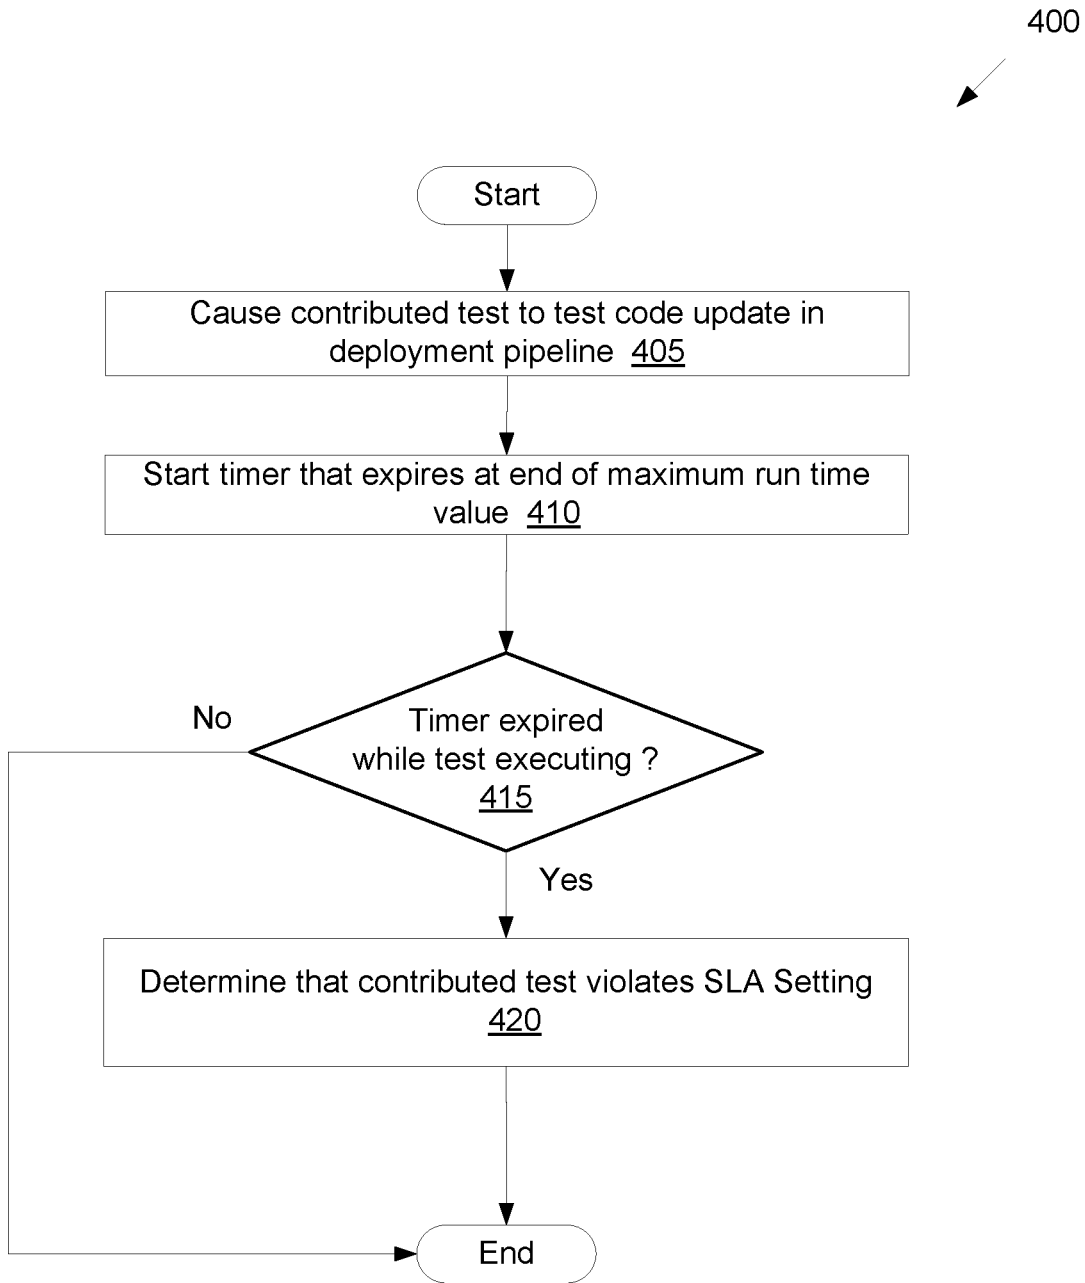 400
Start
Cause contributed test to test code update in
deployment pipeline 405
Start timer that expires at end of maximum run time
value 410
No
Timer expired
while test executing ?
415
Yes
Determine that contributed test violates SLA Setting
420
End